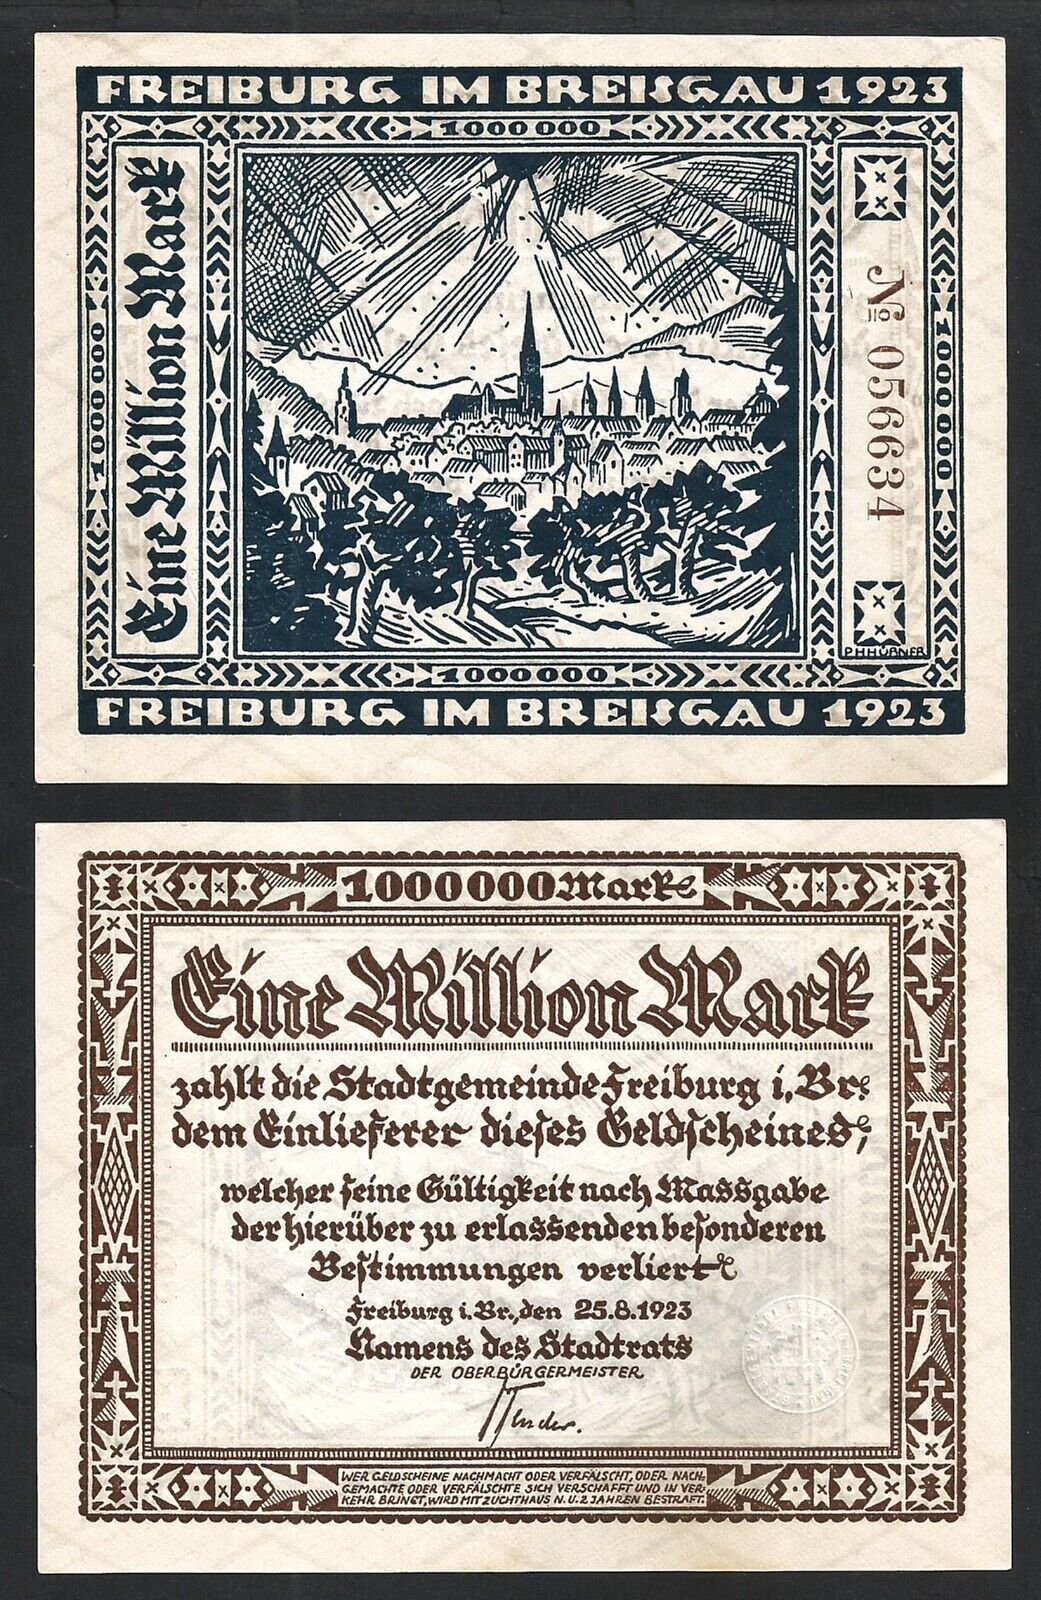 FREIBURG IM BREISGAU 1923
1000000
Eine Million Mark
1000000
№ 056634
1000000
PHHÜBNER
1000000
FREIBURG IM BREISGAU 1923
1000000 Mark
Eine Million Mark
zahlt die Stadtgemeinde Freiburg i. Br.
dem Einlieferer dieſes Geldſcheines,
welcher ſeine Gültigkeit nach Massgabe
der hierüber zu erlassenden beſonderen
Beſtimmungen verliert
Freiburg i. Br., den 25.8.1923
Namens des Stadtrats
DER OBERBÜRGERMEISTER
WER GELDSCHEINE NACHMACHT ODER VERFÄLSCHT, ODER NACH-
GEMACHTE ODER VERFÄLSCHTE SICH VERSCHAFFT UND IN VER-
KEHR BRINGT, WIRD MIT ZUCHTHAUS N. U. 2 JAHREN BESTRAFT.